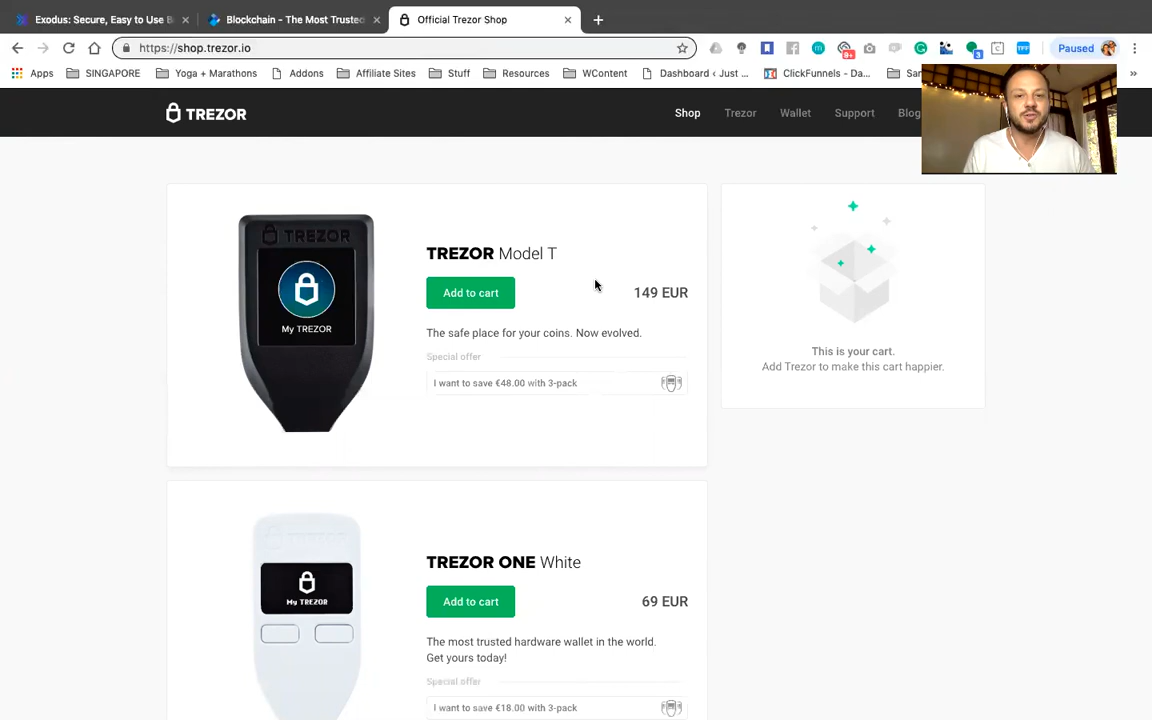 Exodus: Secure, Easy to Use B
Blockchain - The Most Trusted
Official Trezor Shop
https://shop.trezor.io
Paused
Apps
SINGAPORE
Yoga + Marathons
Addons
Affiliate Sites
Stuff
Resources
WContent
Dashboard ‹ Just ...
ClickFunnels - Da...
San
»
TREZOR
Shop
Trezor
Wallet
Support
Blog
TREZOR
My TREZOR
TREZOR Model T
Add to cart
149 EUR
The safe place for your coins. Now evolved.
Special offer
I want to save €48.00 with 3-pack
This is your cart.
Add Trezor to make this cart happier.
TREZOR
My TREZOR
TREZOR ONE White
Add to cart
69 EUR
The most trusted hardware wallet in the world.
Get yours today!
Special offer
I want to save €18.00 with 3-pack